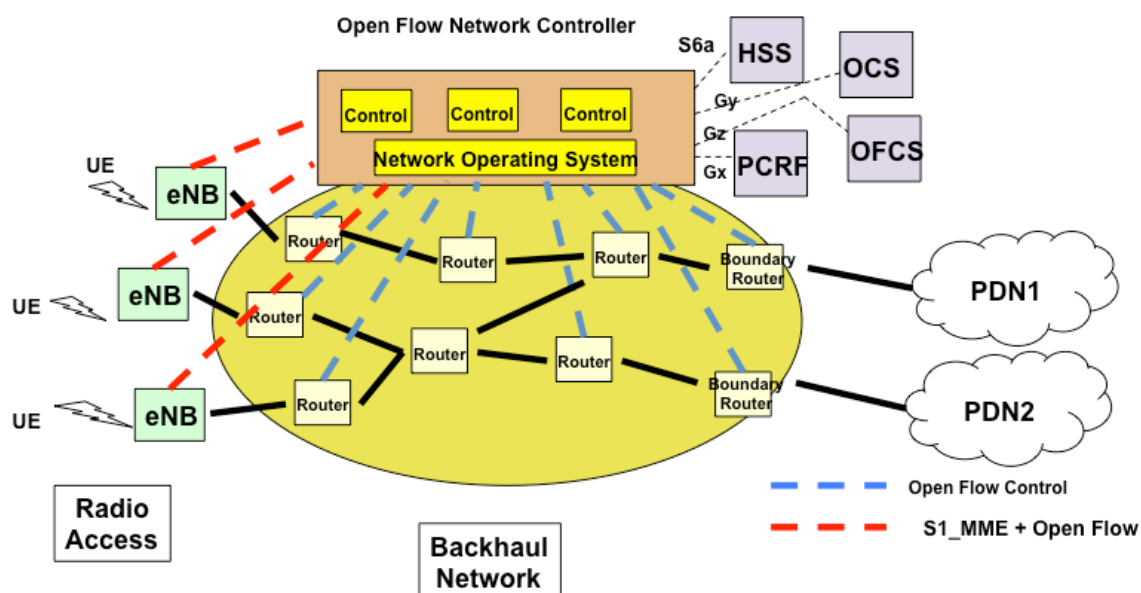 Open Flow Network Controller
S6a
HSS
OCS
Control
Control
Control
Gy
Gz
Network Operating System
Gx
PCRF
OFCS
UE
eNB
Router
Router
Router
Boundary
Router
PDN1
UE
eNB
Router
Router
Router
Boundary
Router
PDN2
UE
eNB
Router
Open Flow Control
S1_MME + Open Flow
Radio
Access
Backhaul
Network